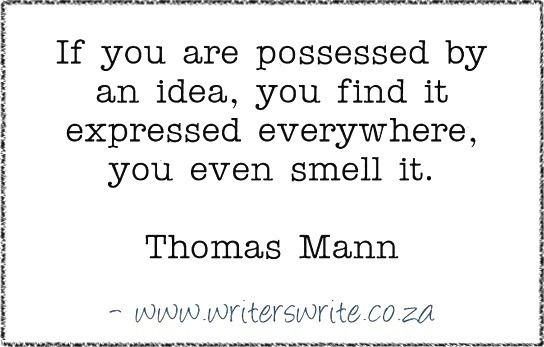 If you are possessed by
an idea, you find it
expressed everywhere,
you even smell it.
Thomas Mann
- www.writerswrite.co.za